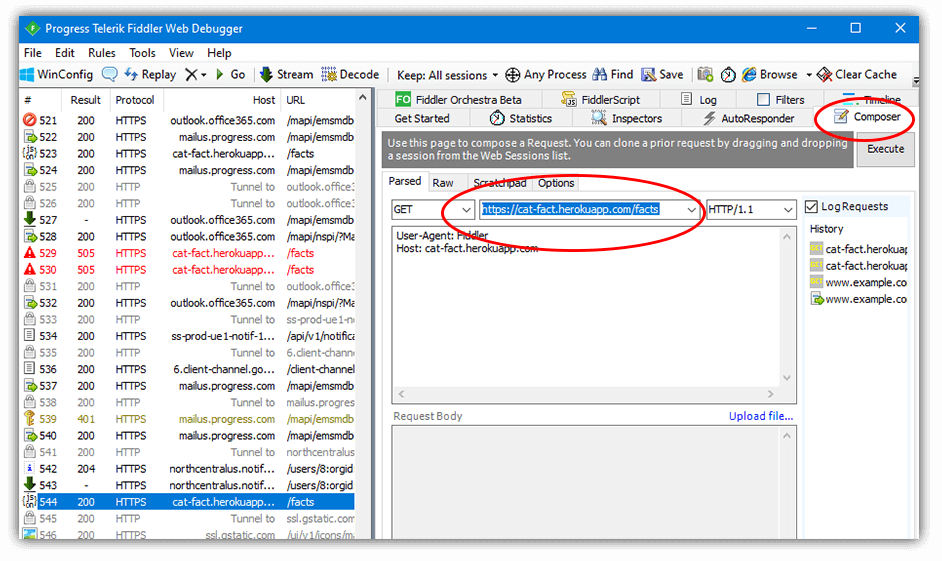 Progress Telerik Fiddler Web Debugger
File Edit Rules Tools View Help
WinConfig Replay Go Stream Decode Keep: All sessions Any Process Find Save Browse Clear Cache
# Result Protocol Host URL
521 200 HTTPS outlook.office365.com /mapi/emsmdb
522 200 HTTPS mailus.progress.com /mapi/emsmdb
523 200 HTTPS cat-fact.herokuapp... /facts
524 200 HTTPS mailus.progress.com /mapi/emsmdb
525 200 HTTP Tunnel to outlook.office3
526 200 HTTP Tunnel to outlook.office3
527 - HTTPS outlook.office365.com /mapi/emsmdb
528 200 HTTPS outlook.office365.com /mapi/nspi/?Ma
529 505 HTTPS cat-fact.herokuapp... /facts
530 505 HTTPS cat-fact.herokuapp... /facts
531 200 HTTP Tunnel to outlook.office3
532 200 HTTPS outlook.office365.com /mapi/nspi/?Ma
533 200 HTTP Tunnel to ss-prod-ue1-n
534 200 HTTPS ss-prod-ue1-notif-1... /api/v1/notifica
535 200 HTTP Tunnel to 6.client-chann
536 200 HTTPS 6.client-channel.go... /client-channel
537 200 HTTPS mailus.progress.com /mapi/emsmdb
538 200 HTTP Tunnel to mailus.progres
539 401 HTTPS mailus.progress.com /mapi/emsmdb
540 200 HTTPS mailus.progress.com /mapi/emsmdb
541 200 HTTP Tunnel to outlook.office3
542 204 HTTPS northcentralus.notif... /users/8:orgid
543 - HTTPS northcentralus.notif... /users/8:orgid
544 200 HTTPS cat-fact.herokuapp... /facts
545 200 HTTP Tunnel to ssl.gstatic.com
546 200 HTTPS ssl.gstatic.com /ui/v1/icons/m
FO Fiddler Orchestra Beta FiddlerScript Log Filters Timeline
Get Started Statistics Inspectors AutoResponder Composer
Use this page to compose a Request. You can clone a prior request by dragging and dropping
a session from the Web Sessions list.
Execute
Parsed Raw Scratchpad Options
GET https://cat-fact.herokuapp.com/facts HTTP/1.1
User-Agent: Fiddler
Host: cat-fact.herokuapp.com
Request Body Upload file...
Log Requests
History
cat-fact.herokuap
cat-fact.herokuap
www.example.co
www.example.co